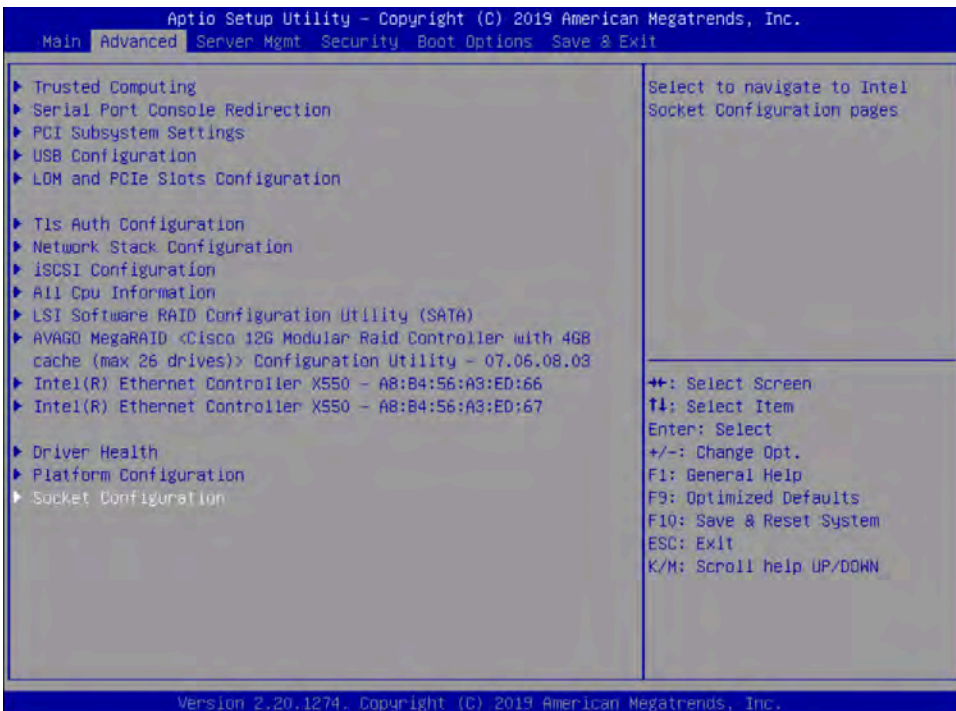 Aptio Setup Utility – Copyright (C) 2019 American Megatrends, Inc.
Main Advanced Server Mgmt Security Boot Options Save & Exit
Trusted Computing
Serial Port Console Redirection
PCI Subsystem Settings
USB Configuration
LOM and PCIe Slots Configuration
Tls Auth Configuration
Network Stack Configuration
iSCSI Configuration
All Cpu Information
LSI Software RAID Configuration Utility (SATA)
AVAGO MegaRAID <Cisco 12G Modular Raid Controller with 4GB
cache (max 26 drives)> Configuration Utility – 07.06.08.03
Intel(R) Ethernet Controller X550 – A8:B4:56:A3:ED:66
Intel(R) Ethernet Controller X550 – A8:B4:56:A3:ED:67
Driver Health
Platform Configuration
Socket Configuration
Select to navigate to Intel
Socket Configuration pages
→←: Select Screen
↑↓: Select Item
Enter: Select
+/-: Change Opt.
F1: General Help
F9: Optimized Defaults
F10: Save & Reset System
ESC: Exit
K/M: Scroll help UP/DOWN
Version 2.20.1274. Copyright (C) 2019 American Megatrends, Inc.